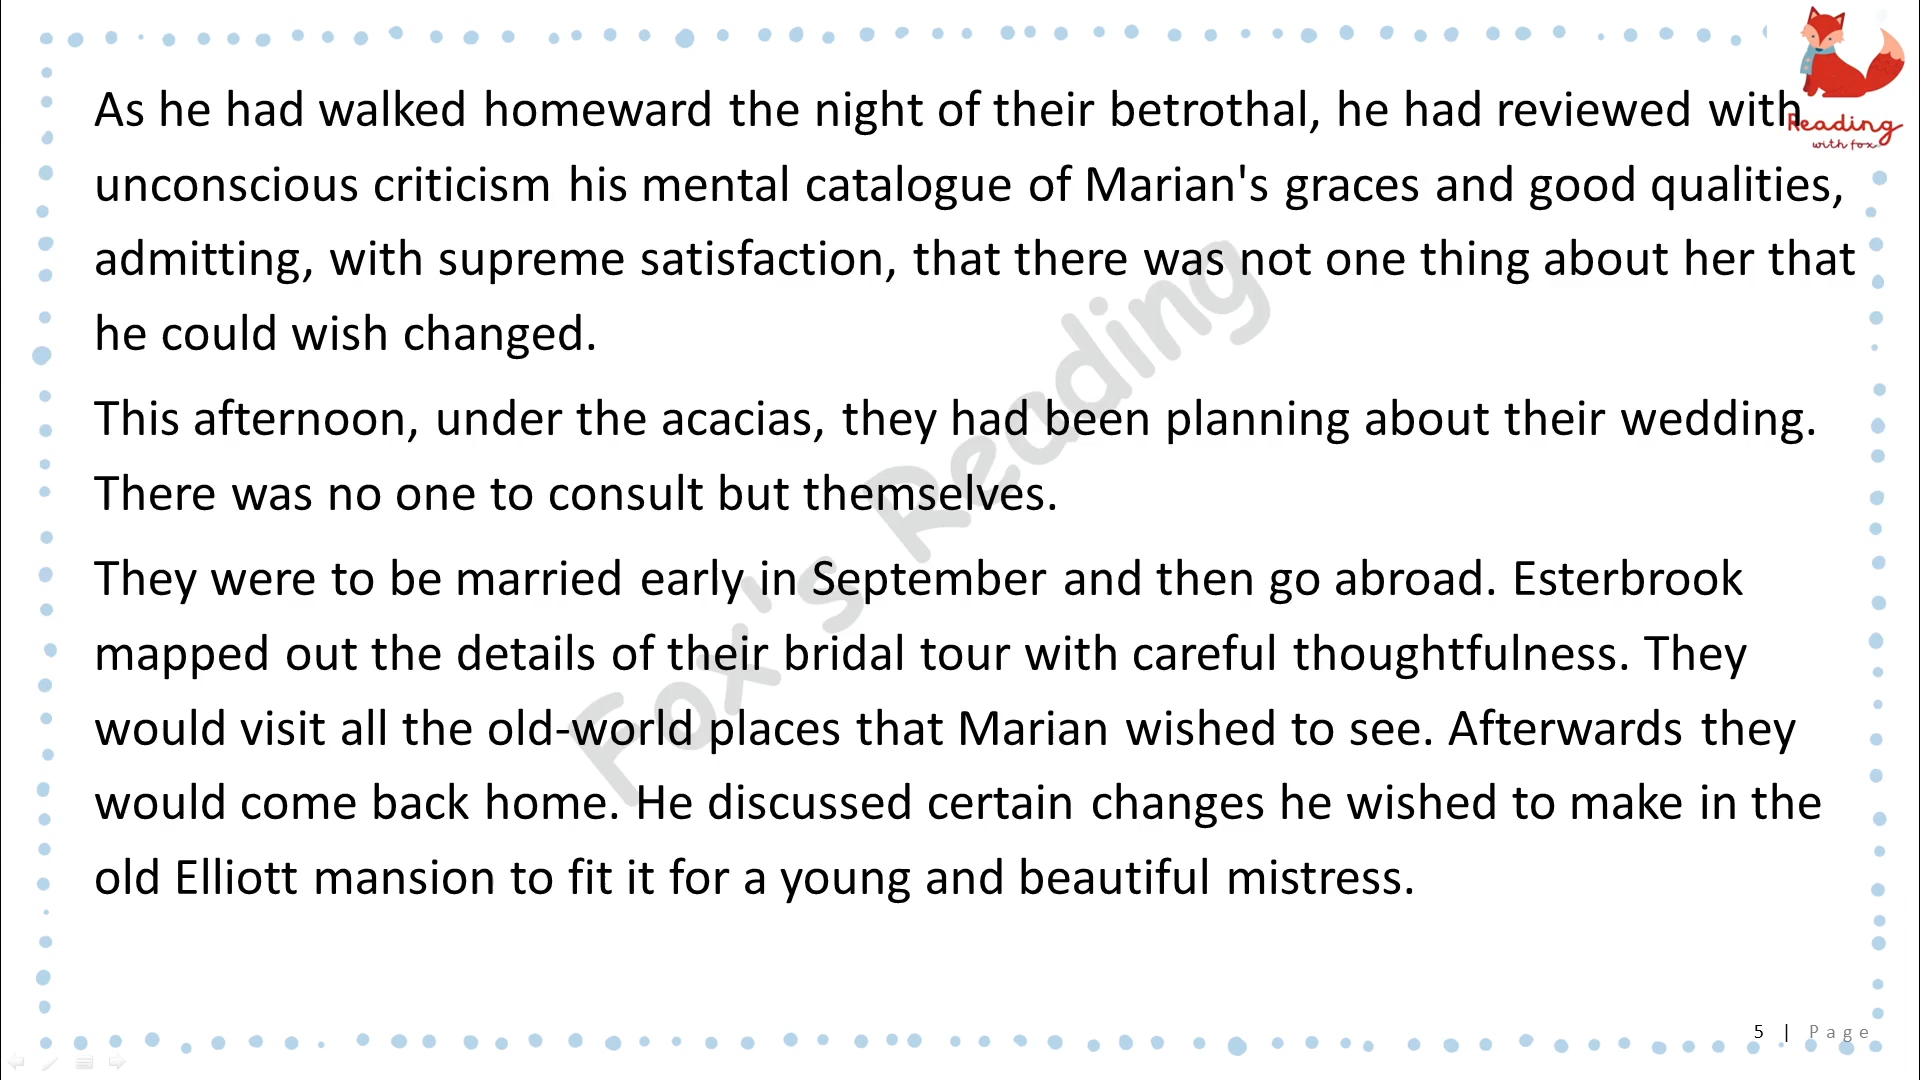 As he had walked homeward the night of their betrothal, he had reviewed with
unconscious criticism his mental catalogue of Marian's graces and good qualities,
admitting, with supreme satisfaction, that there was not one thing about her that
he could wish changed.
This afternoon, under the acacias, they had been planning about their wedding.
There was no one to consult but themselves.
They were to be married early in September and then go abroad. Esterbrook
mapped out the details of their bridal tour with careful thoughtfulness. They
would visit all the old-world places that Marian wished to see. Afterwards they
would come back home. He discussed certain changes he wished to make in the
old Elliott mansion to fit it for a young and beautiful mistress.
Reading
with fox
Fox's Reading
5 | Page